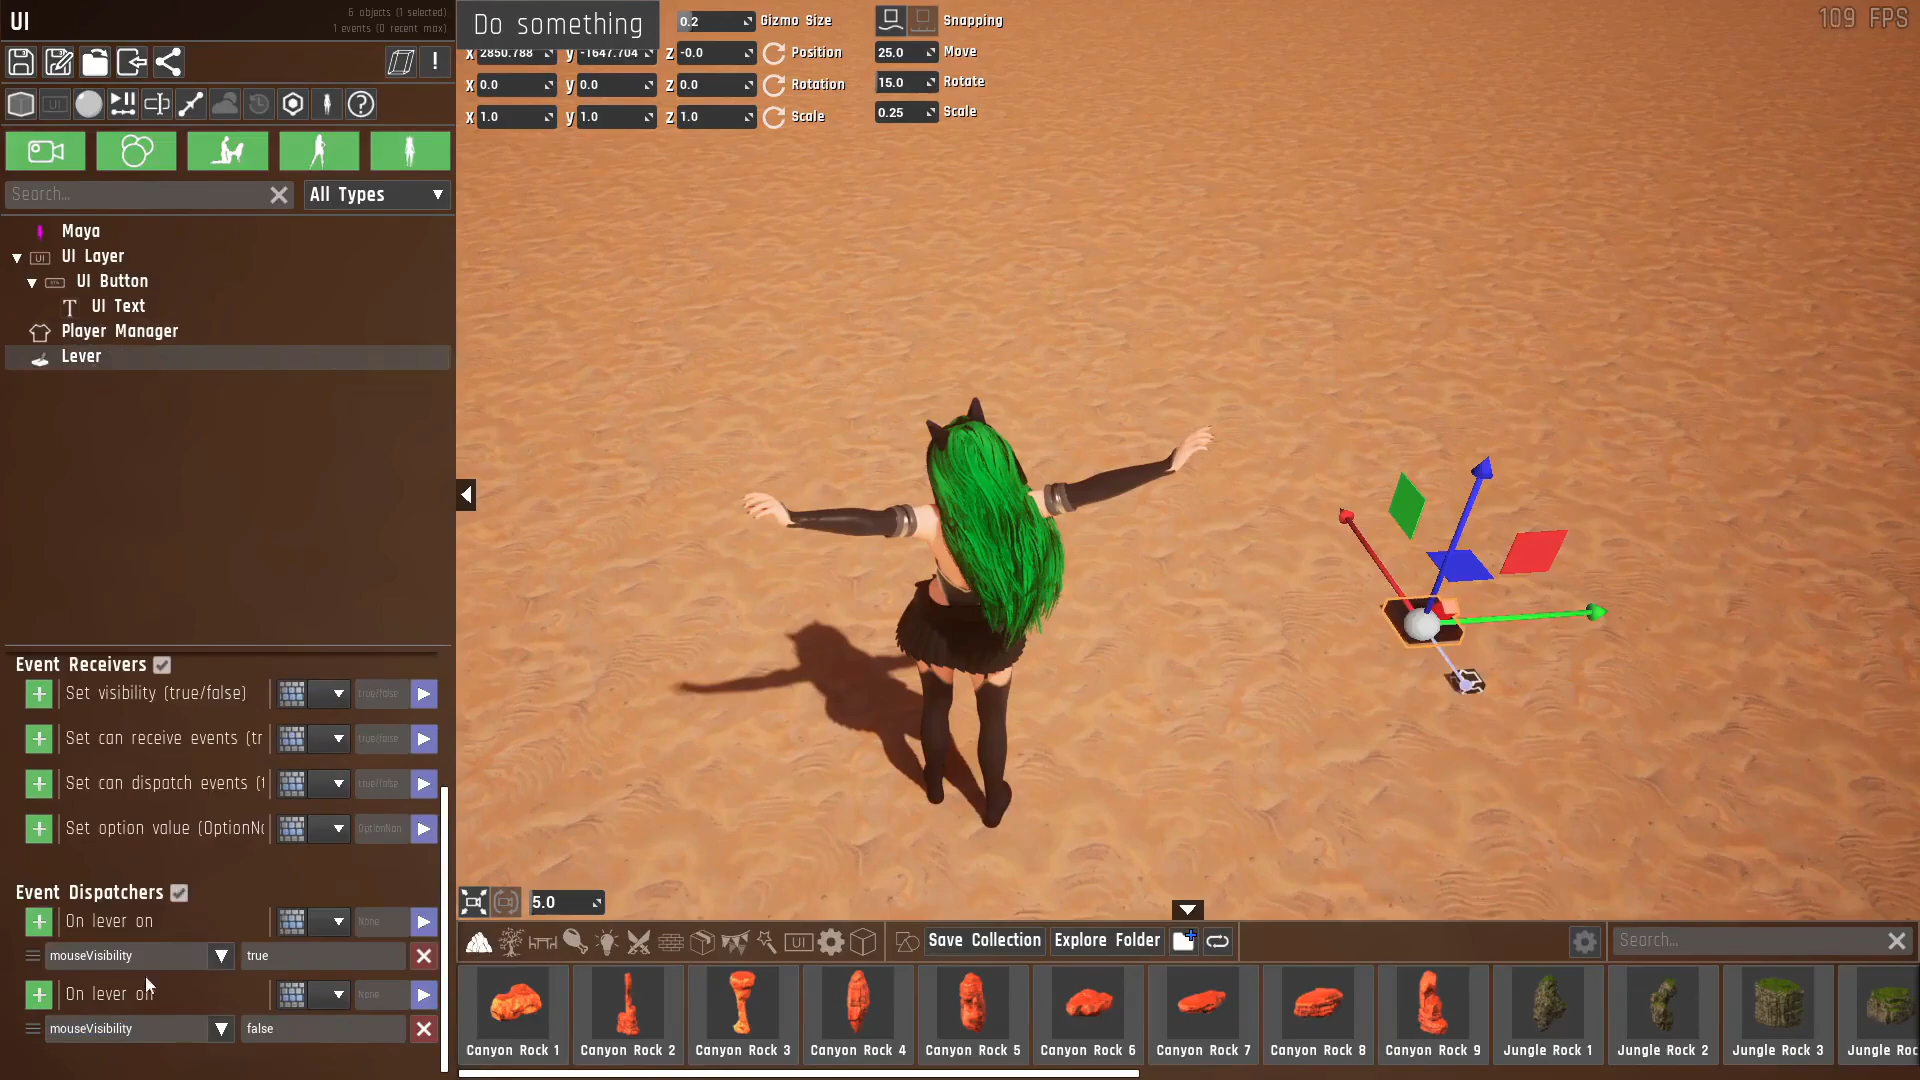 UI
5 objects (1 selected)
1 events (0 recent max)
Do something
0.2 Gizmo Size
Snapping
109 FPS
x 2850.788 y -1647.704 z -0.0 Position
25.0 Move
x 0.0 y 0.0 z 0.0 Rotation
15.0 Rotate
x 1.0 y 1.0 z 1.0 Scale
0.25 Scale
Search... All Types
Maya
UI Layer
UI Button
UI Text
Player Manager
Lever
Event Receivers
Set visibility (true/false) true/false
Set can receive events (tr true/false
Set can dispatch events (t true/false
Set option value (OptionNa OptionNan
Event Dispatchers
On lever on None
mouseVisibility true
On lever off None
mouseVisibility false
5.0
UI Save Collection Explore Folder Search...
Canyon Rock 1 Canyon Rock 2 Canyon Rock 3 Canyon Rock 4 Canyon Rock 5 Canyon Rock 6 Canyon Rock 7 Canyon Rock 8 Canyon Rock 9 Jungle Rock 1 Jungle Rock 2 Jungle Rock 3 Jungle Roc